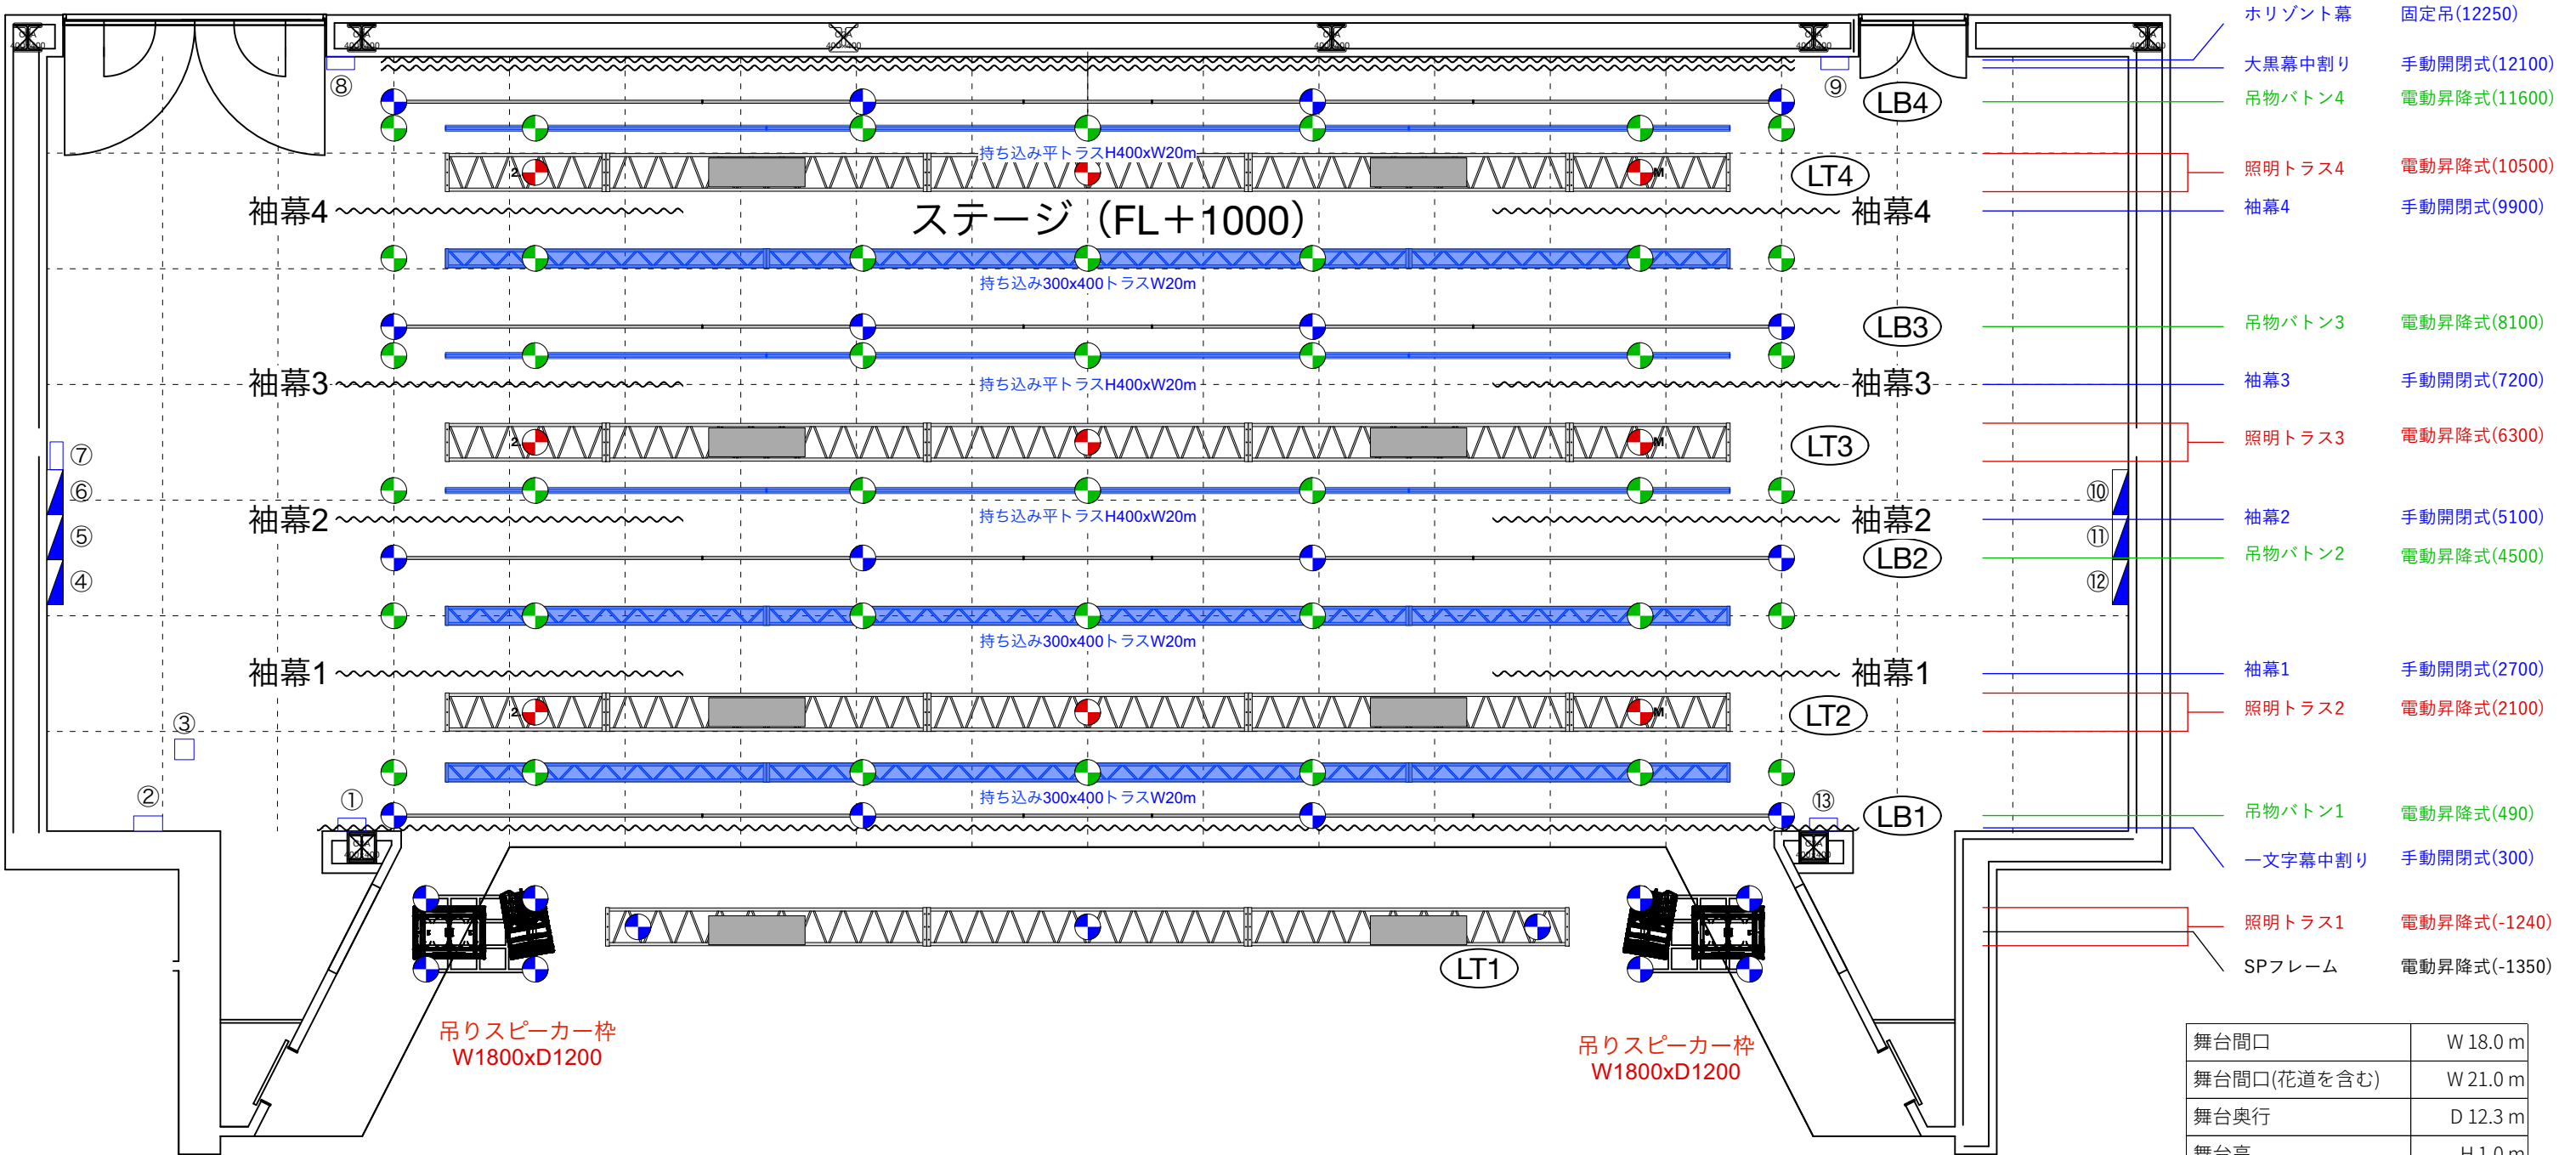 ホリゾント幕 固定吊(12250)
大黒幕中割り 手動開閉式(12100)
⑧ ⑨ LB4 吊物バトン4 電動昇降式(11600)
持ち込み平トラスH400xW20m
LT4 照明トラス4 電動昇降式(10500)
袖幕4 ステージ（FL＋1000） 袖幕4 袖幕4 手動開閉式(9900)
持ち込み300x400トラスW20m
LB3 吊物バトン3 電動昇降式(8100)
袖幕3 持ち込み平トラスH400xW20m 袖幕3 袖幕3 手動開閉式(7200)
LT3 照明トラス3 電動昇降式(6300)
⑦
⑥ ⑩
袖幕2 持ち込み平トラスH400xW20m 袖幕2 袖幕2 手動開閉式(5100)
⑤ ⑪
LB2 吊物バトン2 電動昇降式(4500)
④ ⑫
持ち込み300x400トラスW20m
袖幕1 袖幕1 袖幕1 手動開閉式(2700)
③ LT2 照明トラス2 電動昇降式(2100)
② ① 持ち込み300x400トラスW20m ⑬ LB1 吊物バトン1 電動昇降式(490)
一文字幕中割り 手動開閉式(300)
照明トラス1 電動昇降式(-1240)
LT1 SPフレーム 電動昇降式(-1350)
吊りスピーカー枠
W1800xD1200
吊りスピーカー枠
W1800xD1200
舞台間口 W 18.0 m
舞台間口(花道を含む) W 21.0 m
舞台奥行 D 12.3 m
舞台高 H 1.0 m